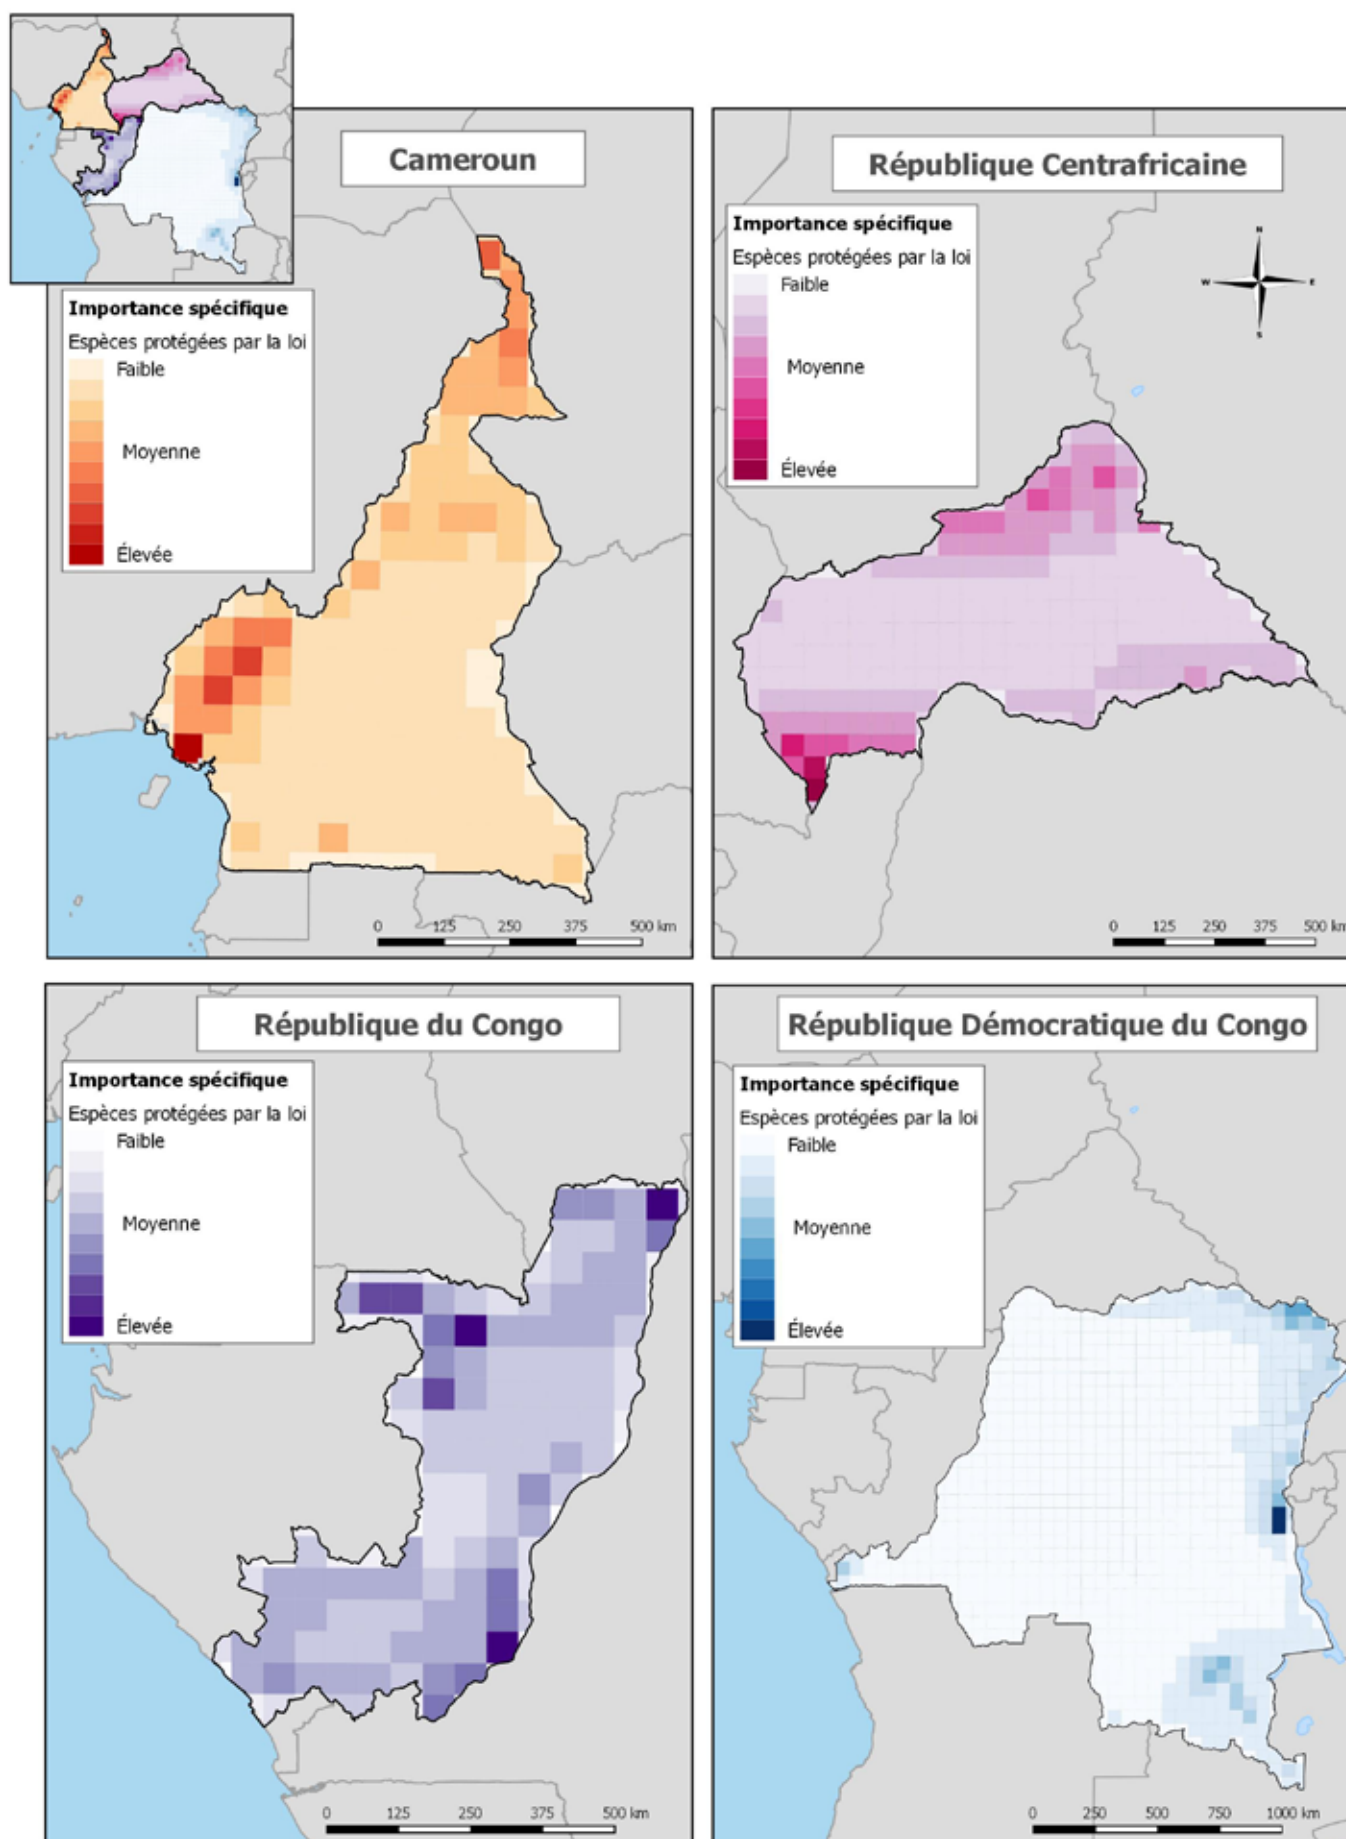 Cameroun
Importance spécifique
Espèces protégées par la loi
Faible
Moyenne
Élevée
0 125 250 375 500 km
République Centrafricaine
Importance spécifique
Espèces protégées par la loi
Faible
Moyenne
Élevée
N
W E
S
0 125 250 375 500 km
République du Congo
Importance spécifique
Espèces protégées par la loi
Faible
Moyenne
Élevée
0 125 250 375 500 km
République Démocratique du Congo
Importance spécifique
Espèces protégées par la loi
Faible
Moyenne
Élevée
0 250 500 750 1000 km